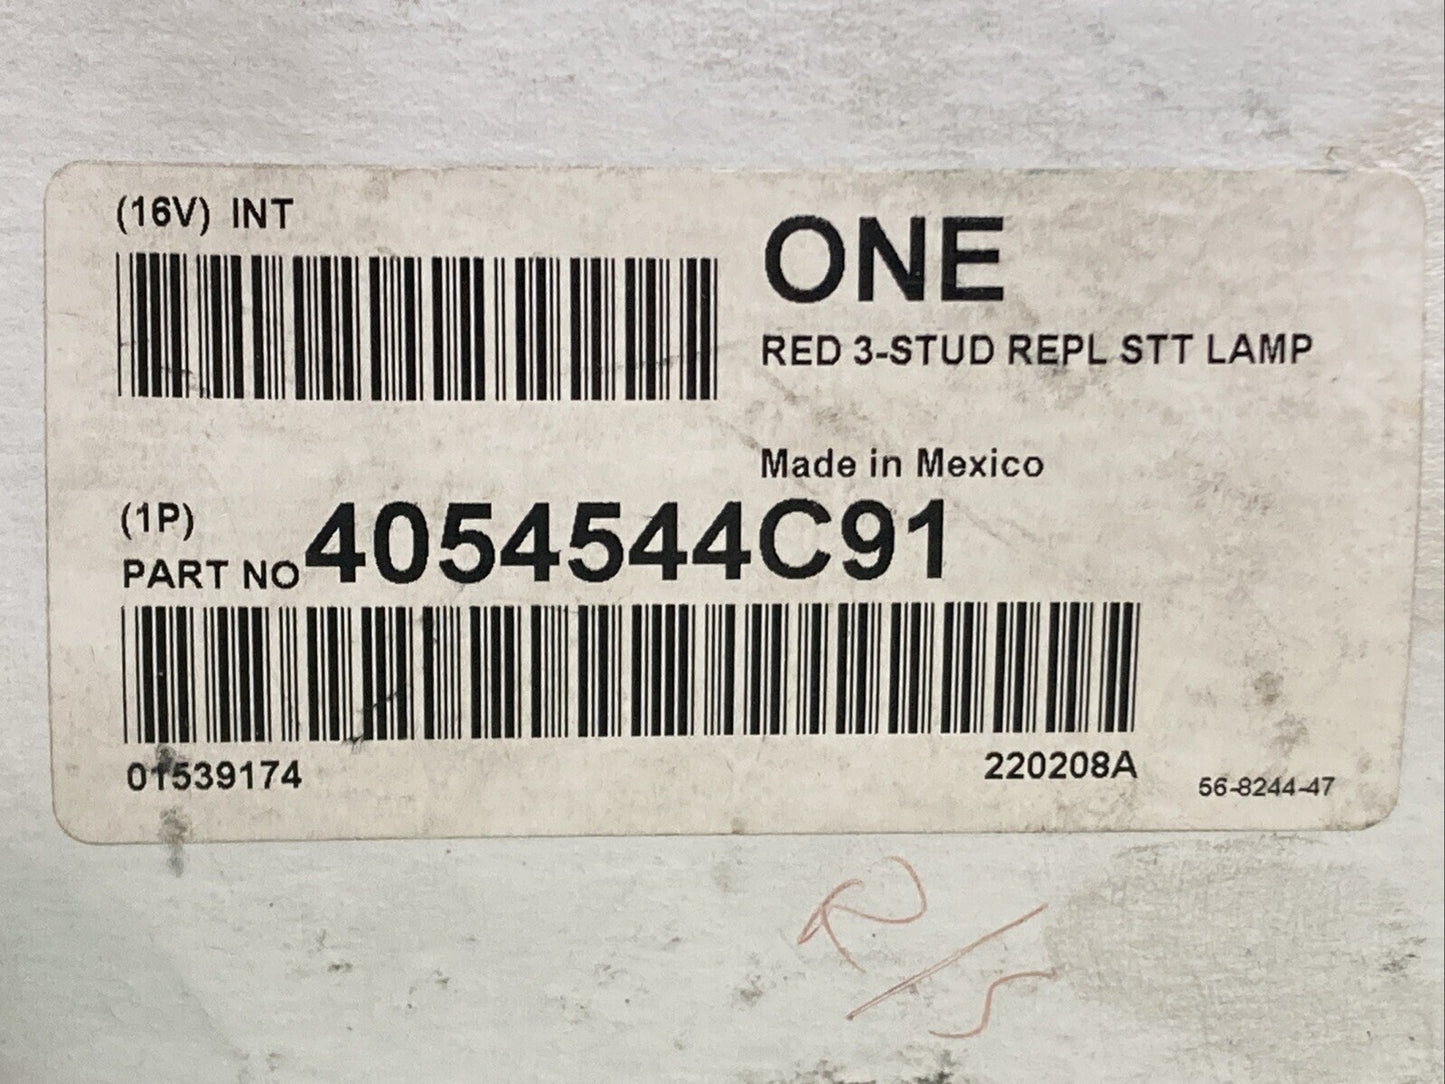 (16V) INT
ONE
RED 3-STUD REPL STT LAMP
Made in Mexico
(1P)
PART NO 4054544C91
01539174
220208A
56-8244-47
R/S